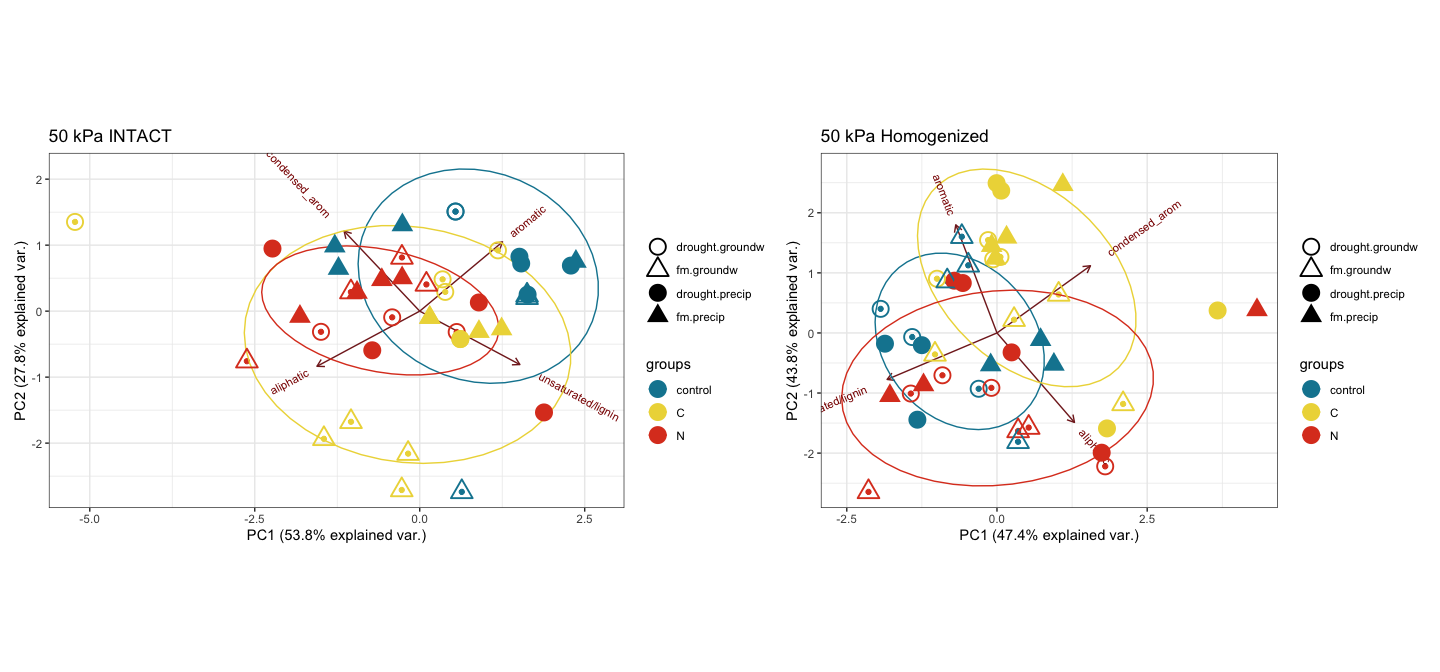 50 kPa INTACT
condensed_arom
aromatic
aliphatic
unsaturated/lignin
2
1
0
-1
-2
PC2 (27.8% explained var.)
-5.0
-2.5
0.0
2.5
PC1 (53.8% explained var.)
drought.groundw
fm.groundw
drought.precip
fm.precip
groups
control
C
N
50 kPa Homogenized
aromatic
condensed_arom
ated/lignin
2
1
0
-1
-2
PC2 (43.8% explained var.)
-2.5
0.0
2.5
PC1 (47.4% explained var.)
drought.groundw
fm.groundw
drought.precip
fm.precip
groups
control
C
N